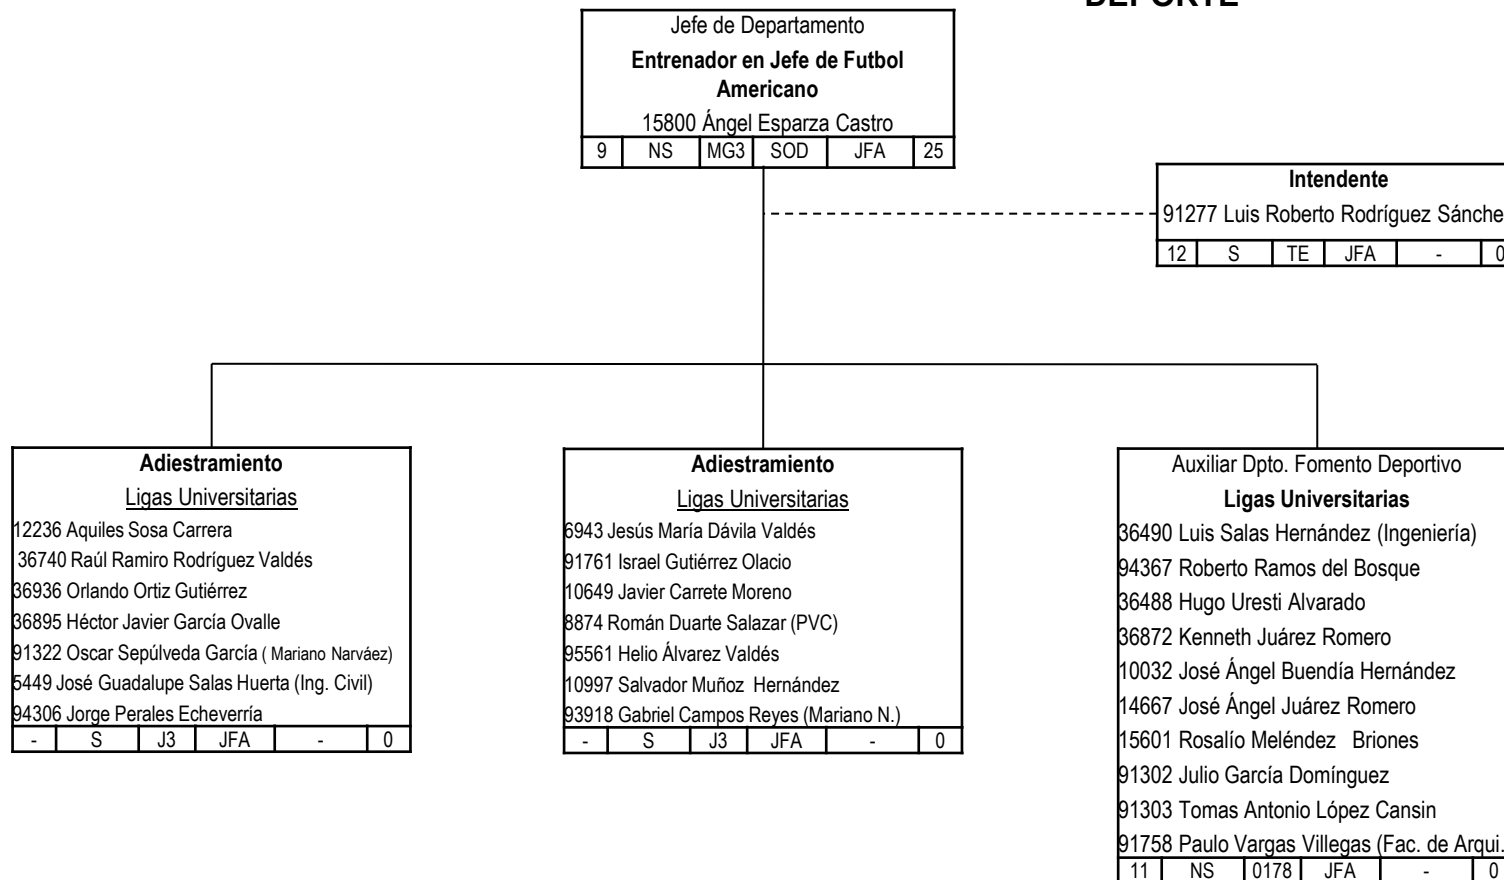 DEPORTE
Jefe de Departamento
Entrenador en Jefe de Futbol
Americano
15800 Ángel Esparza Castro
9 NS MG3 SOD JFA 25
Intendente
91277 Luis Roberto Rodríguez Sánche
12 S TE JFA - 0
Adiestramiento
Ligas Universitarias
12236 Aquiles Sosa Carrera
36740 Raúl Ramiro Rodríguez Valdés
36936 Orlando Ortiz Gutiérrez
36895 Héctor Javier García Ovalle
91322 Oscar Sepúlveda García ( Mariano Narváez)
5449 José Guadalupe Salas Huerta (Ing. Civil)
94306 Jorge Perales Echeverría
- S J3 JFA - 0
Adiestramiento
Ligas Universitarias
6943 Jesús María Dávila Valdés
91761 Israel Gutiérrez Olacio
10649 Javier Carrete Moreno
8874 Román Duarte Salazar (PVC)
95561 Helio Álvarez Valdés
10997 Salvador Muñoz Hernández
93918 Gabriel Campos Reyes (Mariano N.)
- S J3 JFA - 0
Auxiliar Dpto. Fomento Deportivo
Ligas Universitarias
36490 Luis Salas Hernández (Ingeniería)
94367 Roberto Ramos del Bosque
36488 Hugo Uresti Alvarado
36872 Kenneth Juárez Romero
10032 José Ángel Buendía Hernández
14667 José Ángel Juárez Romero
15601 Rosalío Meléndez Briones
91302 Julio García Domínguez
91303 Tomas Antonio López Cansin
91758 Paulo Vargas Villegas (Fac. de Arqui.
11 NS 0178 JFA - 0